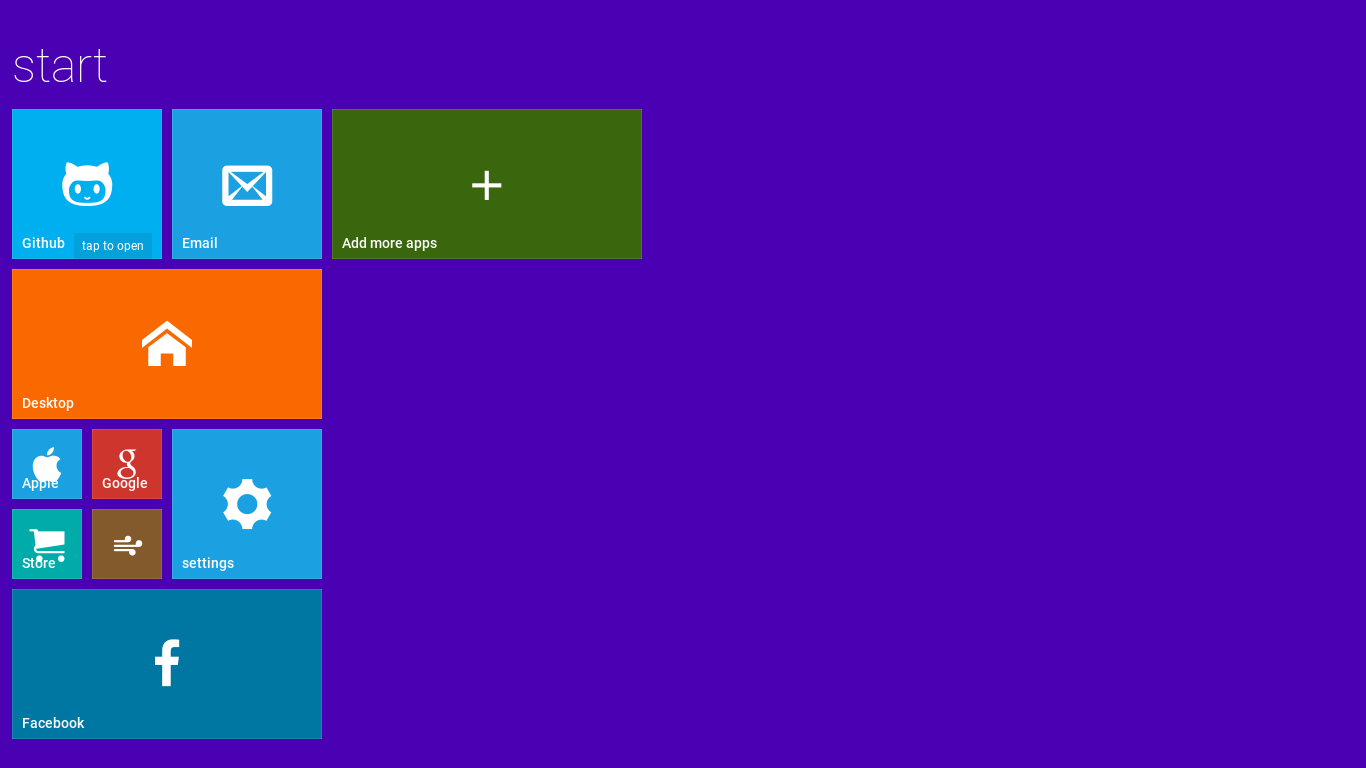 start
Github
tap to open
Email
Add more apps
Desktop
Apple
Google
Store
settings
Facebook